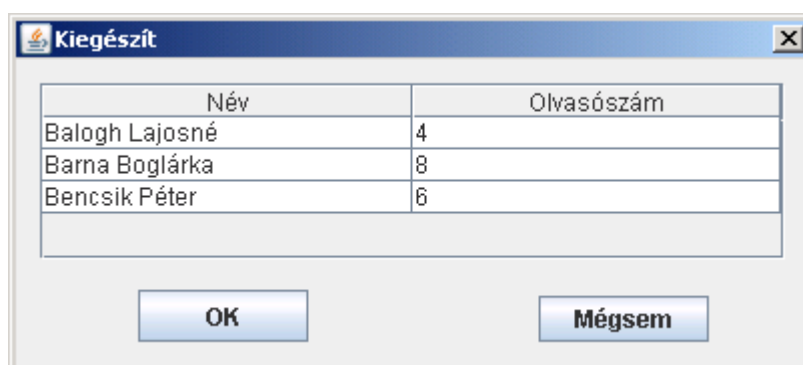 Kiegészít
Név Olvasószám
Balogh Lajosné 4
Barna Boglárka 8
Bencsik Péter 6
OK Mégsem